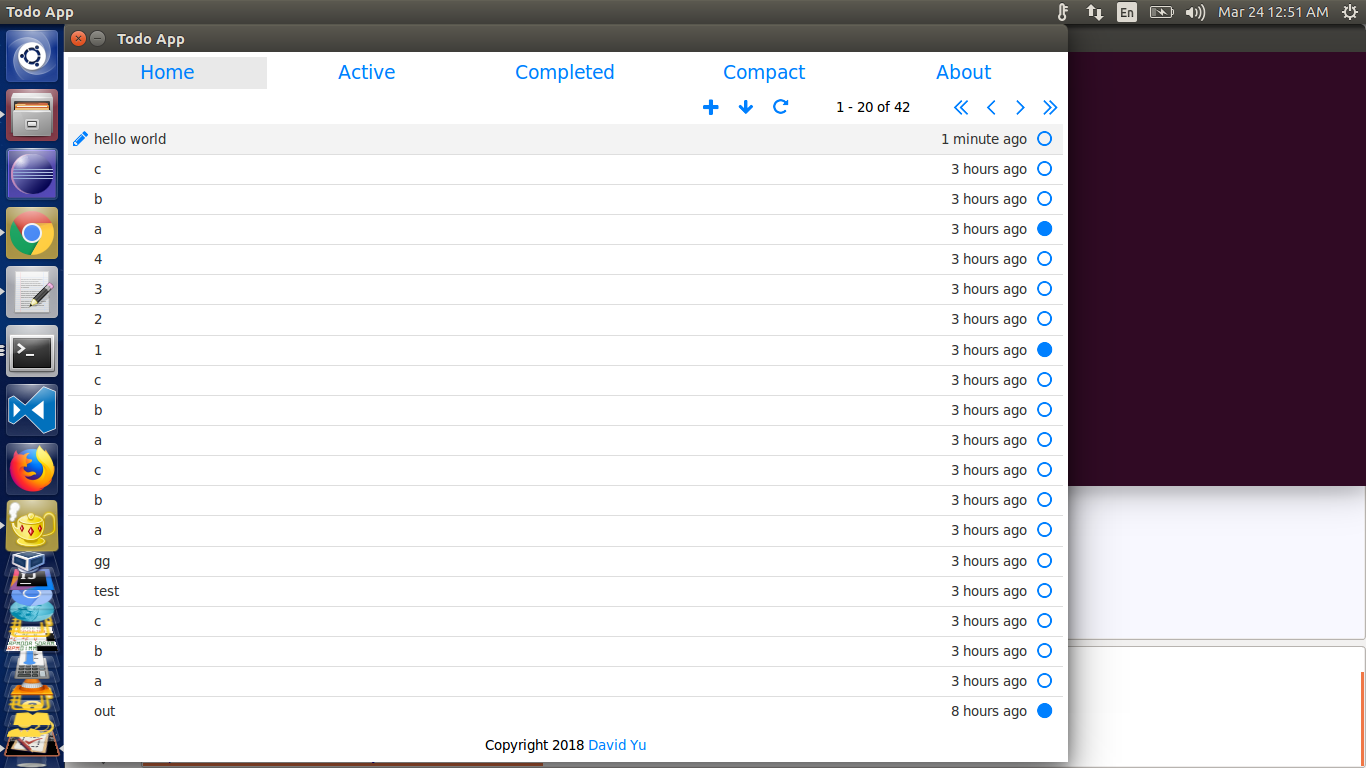 Todo App
En
Mar 24 12:51 AM
Todo App
Home Active Completed Compact About
1 - 20 of 42
hello world 1 minute ago
c 3 hours ago
b 3 hours ago
a 3 hours ago
4 3 hours ago
3 3 hours ago
2 3 hours ago
1 3 hours ago
c 3 hours ago
b 3 hours ago
a 3 hours ago
c 3 hours ago
b 3 hours ago
a 3 hours ago
gg 3 hours ago
test 3 hours ago
c 3 hours ago
b 3 hours ago
a 3 hours ago
out 8 hours ago
Copyright 2018 David Yu